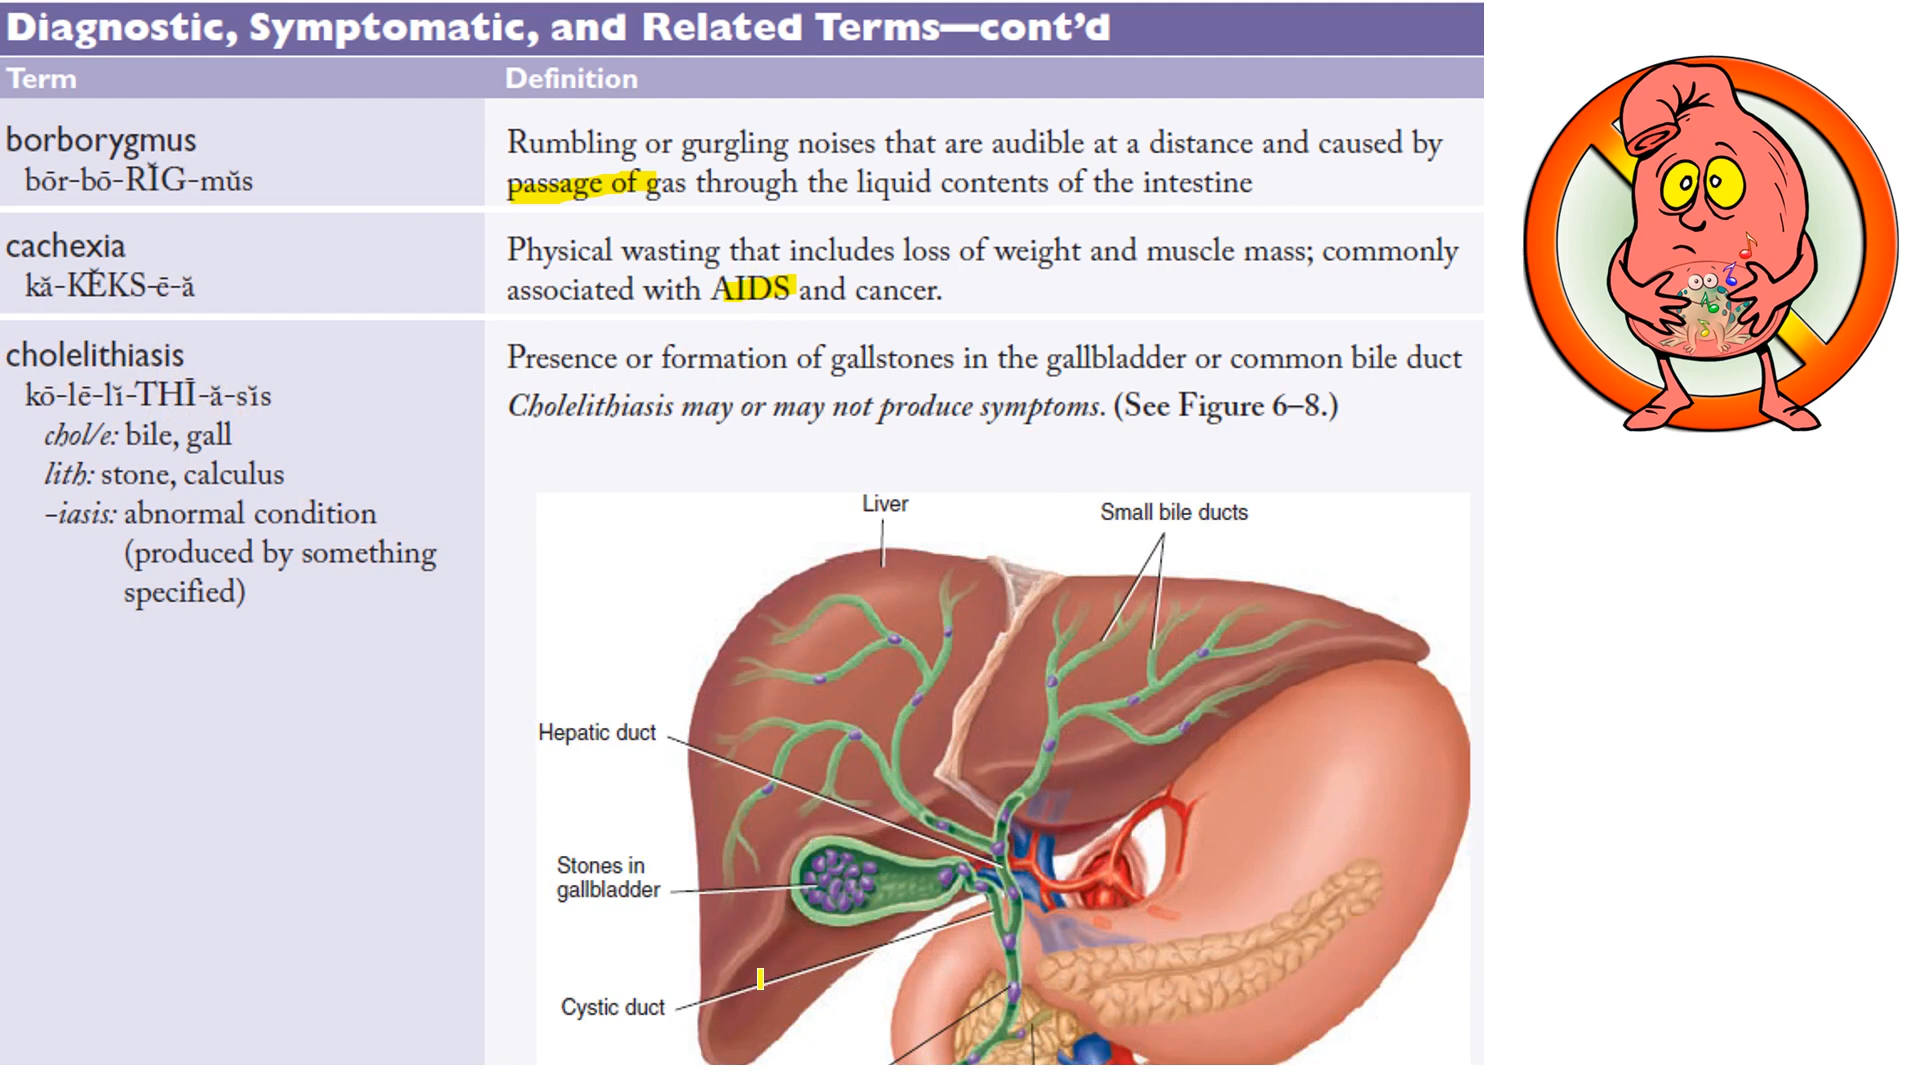 Diagnostic, Symptomatic, and Related Terms—cont’d
Term Definition
borborygmus
bōr-bō-RĬG-mŭs
Rumbling or gurgling noises that are audible at a distance and caused by
passage of gas through the liquid contents of the intestine
cachexia
kă-KĔKS-ē-ă
Physical wasting that includes loss of weight and muscle mass; commonly
associated with AIDS and cancer.
cholelithiasis
kō-lē-lĭ-THĪ-ă-sĭs
chol/e: bile, gall
lith: stone, calculus
–iasis: abnormal condition
(produced by something
specified)
Presence or formation of gallstones in the gallbladder or common bile duct
Cholelithiasis may or may not produce symptoms. (See Figure 6–8.)
Liver
Small bile ducts
Hepatic duct
Stones in
gallbladder
Cystic duct